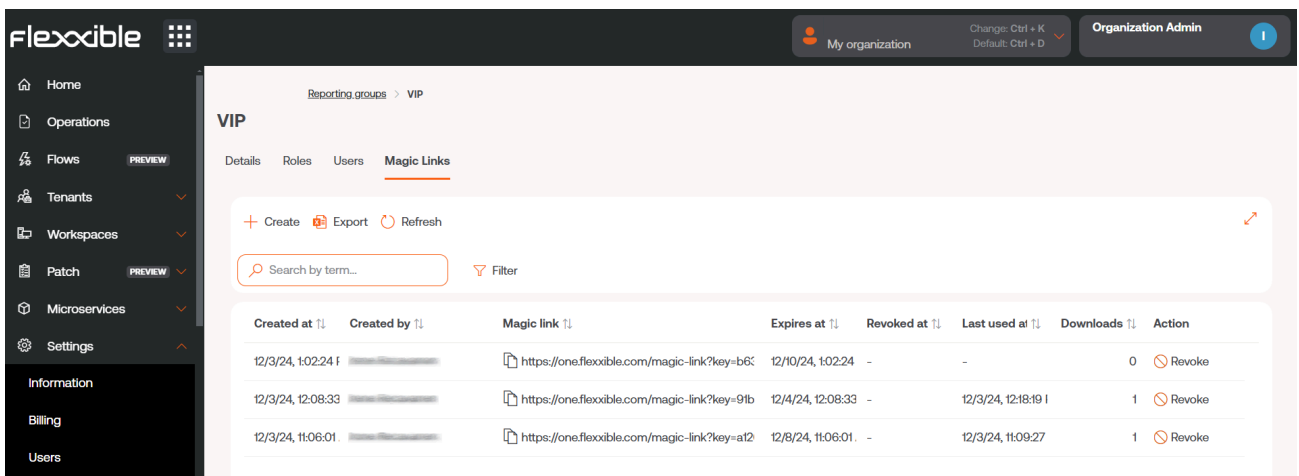 Flexxible
My organization
Change: Ctrl + K
Default: Ctrl + D
Organization Admin
I
Home
Operations
Flows PREVIEW
Tenants
Workspaces
Patch PREVIEW
Microservices
Settings
Information
Billing
Users
Reporting groups > VIP
VIP
Details Roles Users Magic Links
Create Export Refresh
Search by term...
Filter
Created at Created by Magic link Expires at Revoked at Last used at Downloads Action
12/3/24, 1:02:24 https://one.flexxible.com/magic-link?key=b63 12/10/24, 1:02:24 - - 0 Revoke
12/3/24, 12:08:33 https://one.flexxible.com/magic-link?key=91b 12/4/24, 12:08:33 - 12/3/24, 12:18:19 1 Revoke
12/3/24, 11:06:01 https://one.flexxible.com/magic-link?key=a12 12/8/24, 11:06:01 - 12/3/24, 11:09:27 1 Revoke